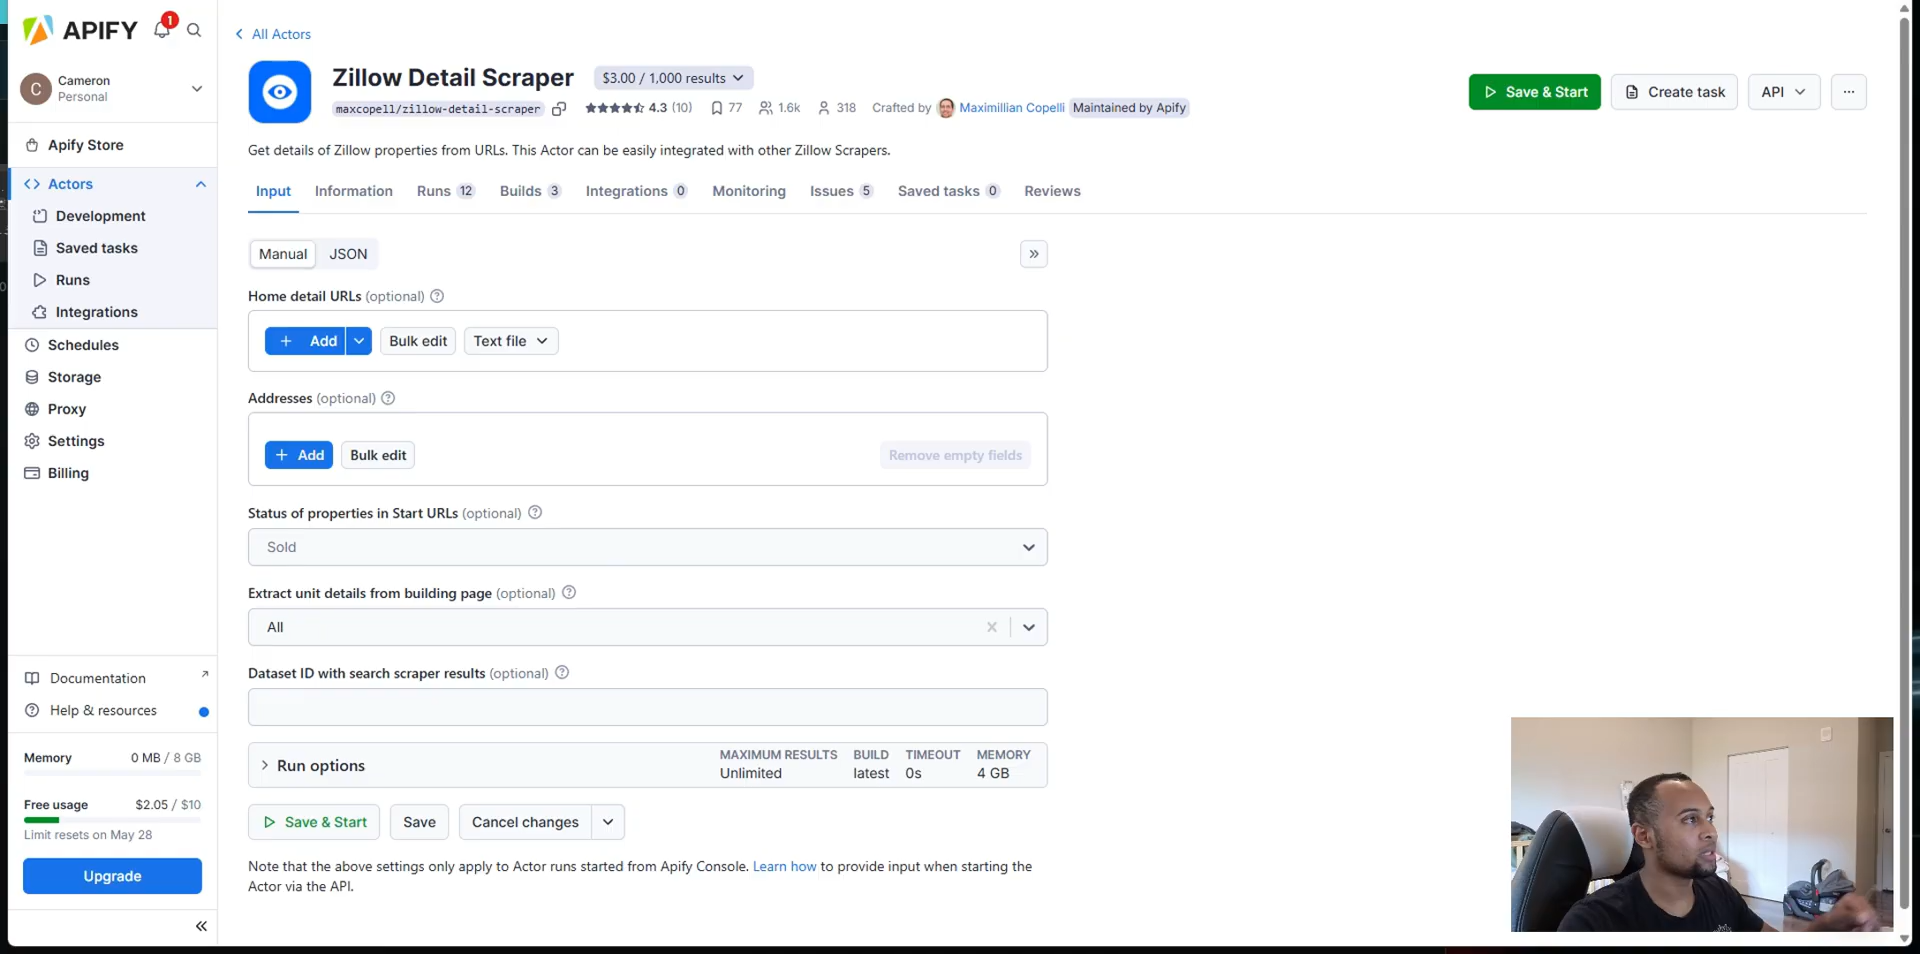 APIFY
1
C
Cameron
Personal
Apify Store
Actors
Development
Saved tasks
Runs
Integrations
Schedules
Storage
Proxy
Settings
Billing
Documentation
Help & resources
Memory 0 MB / 8 GB
Free usage $2.05 / $10
Limit resets on May 28
Upgrade
All Actors
Zillow Detail Scraper $3.00 / 1,000 results
maxcopell/zillow-detail-scraper 4.3 (10) 77 1.6k 318 Crafted by Maximillian Copelli Maintained by Apify
Save & Start Create task API ...
Get details of Zillow properties from URLs. This Actor can be easily integrated with other Zillow Scrapers.
Input Information Runs 12 Builds 3 Integrations 0 Monitoring Issues 5 Saved tasks 0 Reviews
Manual JSON
Home detail URLs (optional)
+ Add Bulk edit Text file
Addresses (optional)
+ Add Bulk edit Remove empty fields
Status of properties in Start URLs (optional)
Sold
Extract unit details from building page (optional)
All
Dataset ID with search scraper results (optional)
Run options
MAXIMUM RESULTS BUILD TIMEOUT MEMORY
Unlimited latest 0s 4 GB
Save & Start Save Cancel changes
Note that the above settings only apply to Actor runs started from Apify Console. Learn how to provide input when starting the
Actor via the API.